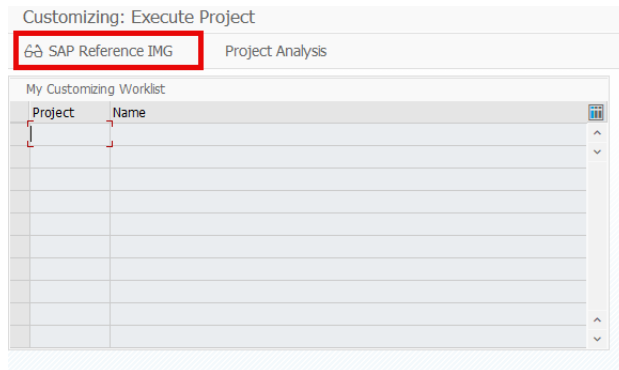 Customizing: Execute Project
SAP Reference IMG Project Analysis
My Customizing Worklist
Project Name